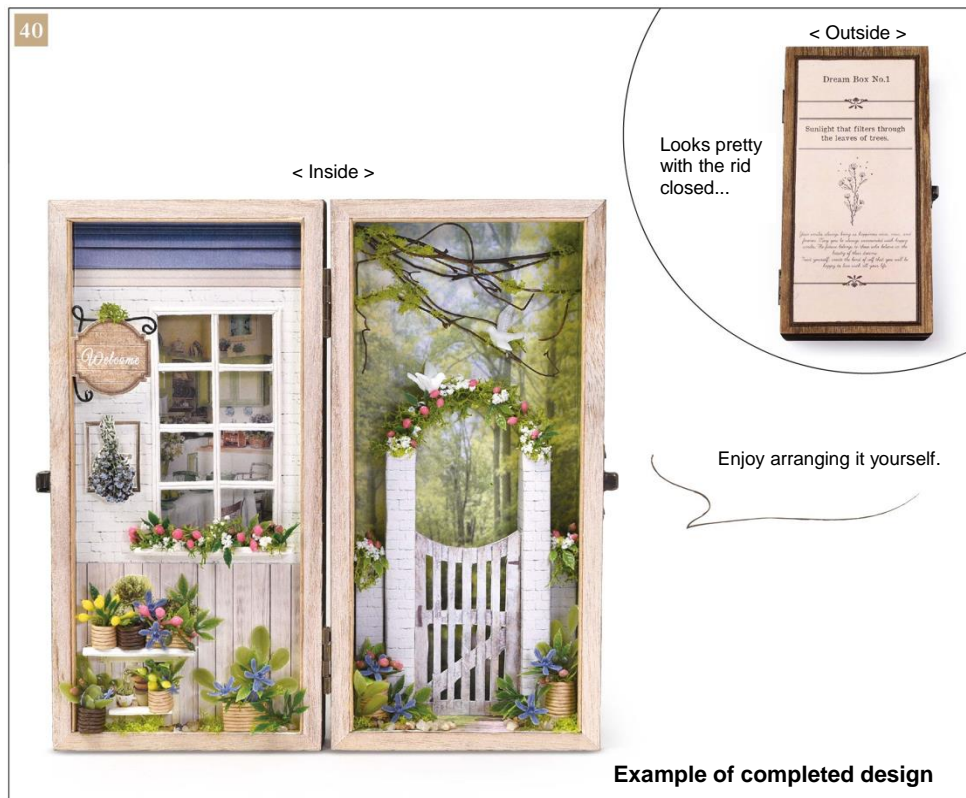 40
< Outside >
Dream Box No.1
Sunlight that filters through
the leaves of trees.
Looks pretty
with the rid
closed...
< Inside >
Welcome
Enjoy arranging it yourself.
Example of completed design